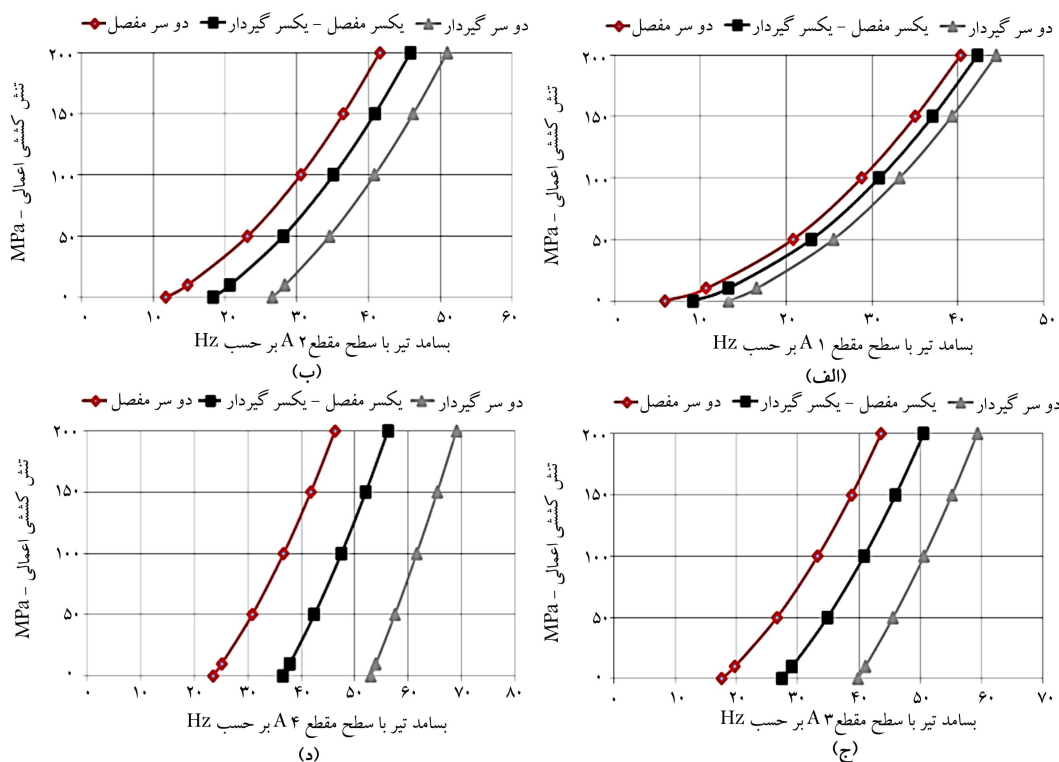 دو سر گیردار یکسر مفصل – یکسر گیردار دو سر مفصل
تنش کششی اعمالی – MPa
۲۰۰
۱۵۰
۱۰۰
۵۰
۰
۰ ۱۰ ۲۰ ۳۰ ۴۰ ۵۰
بسامد تیر با سطح مقطع A ۱ بر حسب Hz
(الف)
دو سر گیردار یکسر مفصل – یکسر گیردار دو سر مفصل
تنش کششی اعمالی – MPa
۲۰۰
۱۵۰
۱۰۰
۵۰
۰
۰ ۱۰ ۲۰ ۳۰ ۴۰ ۵۰ ۶۰
بسامد تیر با سطح مقطع A ۲ بر حسب Hz
(ب)
دو سر گیردار یکسر مفصل – یکسر گیردار دو سر مفصل
تنش کششی اعمالی – MPa
۲۰۰
۱۵۰
۱۰۰
۵۰
۰
۰ ۱۰ ۲۰ ۳۰ ۴۰ ۵۰ ۶۰ ۷۰
بسامد تیر با سطح مقطع A ۳ بر حسب Hz
(ج)
دو سر گیردار یکسر مفصل – یکسر گیردار دو سر مفصل
تنش کششی اعمالی – MPa
۲۰۰
۱۵۰
۱۰۰
۵۰
۰
۰ ۱۰ ۲۰ ۳۰ ۴۰ ۵۰ ۶۰ ۷۰ ۸۰
بسامد تیر با سطح مقطع A ۴ بر حسب Hz
(د)